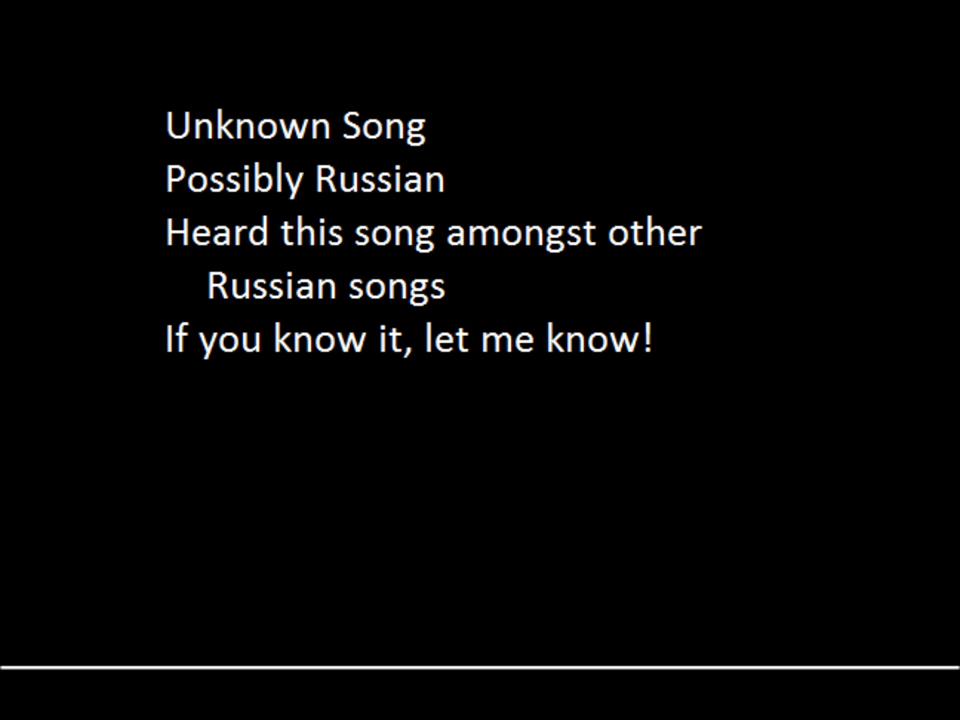 Unknown Song
Possibly Russian
Heard this song amongst other
Russian songs
If you know it, let me know!